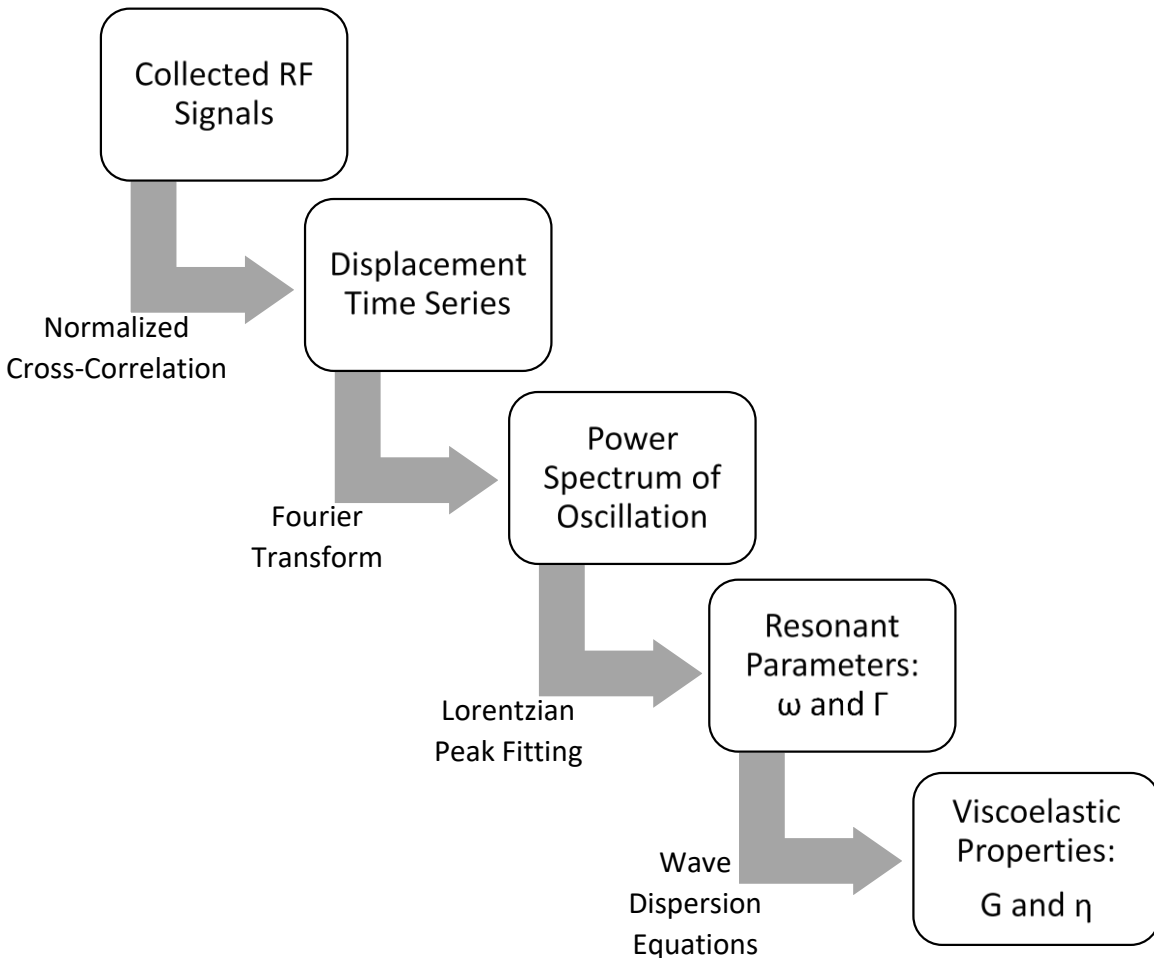 Collected RF
Signals
Normalized
Cross-Correlation
Displacement
Time Series
Fourier
Transform
Power
Spectrum of
Oscillation
Lorentzian
Peak Fitting
Resonant
Parameters:
ω and Γ
Wave
Dispersion
Equations
Viscoelastic
Properties:
G and η